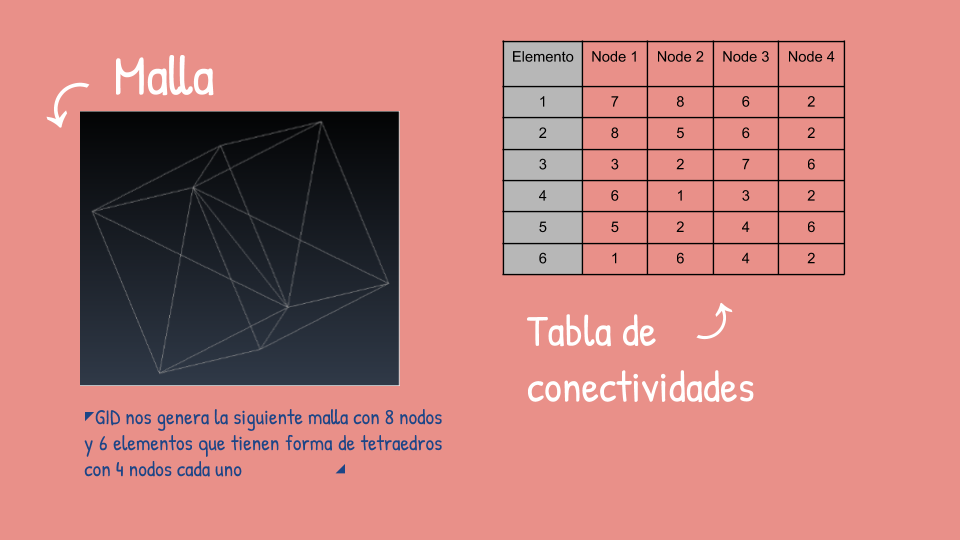 Malla
GID nos genera la siguiente malla con 8 nodos
y 6 elementos que tienen forma de tetraedros
con 4 nodos cada uno
Elemento Node 1 Node 2 Node 3 Node 4
1 7 8 6 2
2 8 5 6 2
3 3 2 7 6
4 6 1 3 2
5 5 2 4 6
6 1 6 4 2
Tabla de
conectividades